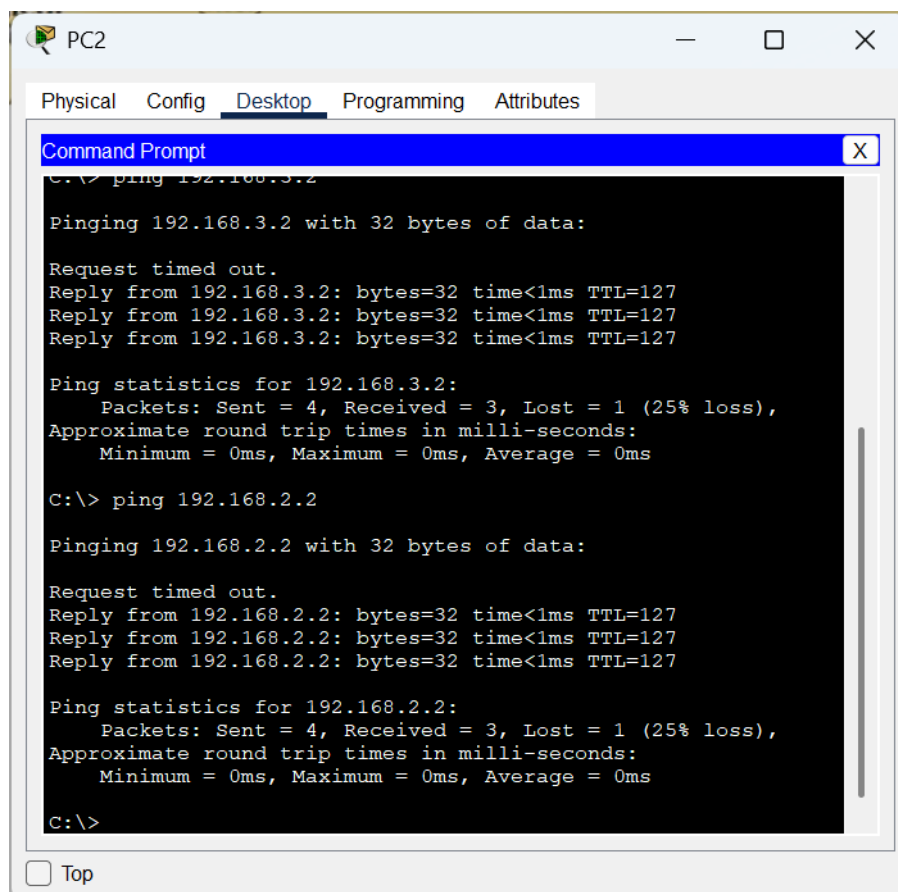 PC2
Physical Config Desktop Programming Attributes
Command Prompt X
C:\> ping 192.168.3.2
Pinging 192.168.3.2 with 32 bytes of data:
Request timed out.
Reply from 192.168.3.2: bytes=32 time<1ms TTL=127
Reply from 192.168.3.2: bytes=32 time<1ms TTL=127
Reply from 192.168.3.2: bytes=32 time<1ms TTL=127
Ping statistics for 192.168.3.2:
Packets: Sent = 4, Received = 3, Lost = 1 (25% loss),
Approximate round trip times in milli-seconds:
Minimum = 0ms, Maximum = 0ms, Average = 0ms
C:\> ping 192.168.2.2
Pinging 192.168.2.2 with 32 bytes of data:
Request timed out.
Reply from 192.168.2.2: bytes=32 time<1ms TTL=127
Reply from 192.168.2.2: bytes=32 time<1ms TTL=127
Reply from 192.168.2.2: bytes=32 time<1ms TTL=127
Ping statistics for 192.168.2.2:
Packets: Sent = 4, Received = 3, Lost = 1 (25% loss),
Approximate round trip times in milli-seconds:
Minimum = 0ms, Maximum = 0ms, Average = 0ms
C:\>
Top